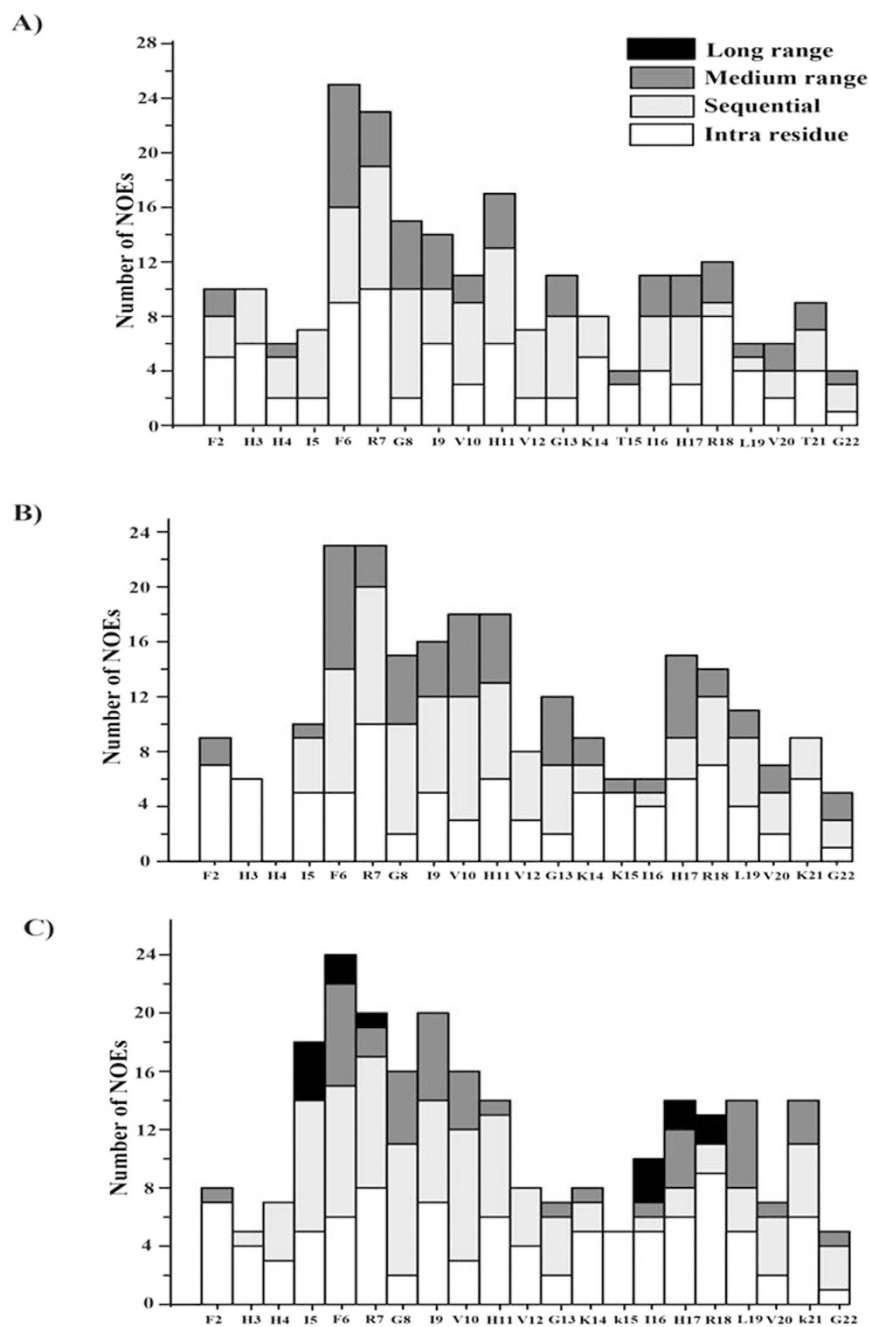 A)
Number of NOEs
28
24
20
16
12
8
4
0
Long range
Medium range
Sequential
Intra residue
F2 H3 H4 I5 F6 R7 G8 I9 V10 H11 V12 G13 K14 T15 I16 H17 R18 L19 V20 T21 G22
B)
Number of NOEs
24
20
16
12
8
4
0
F2 H3 H4 I5 F6 R7 G8 I9 V10 H11 V12 G13 K14 K15 I16 H17 R18 L19 V20 K21 G22
C)
Number of NOEs
24
20
16
12
8
4
0
F2 H3 H4 I5 F6 R7 G8 I9 V10 H11 V12 G13 K14 k15 I16 H17 R18 L19 V20 k21 G22